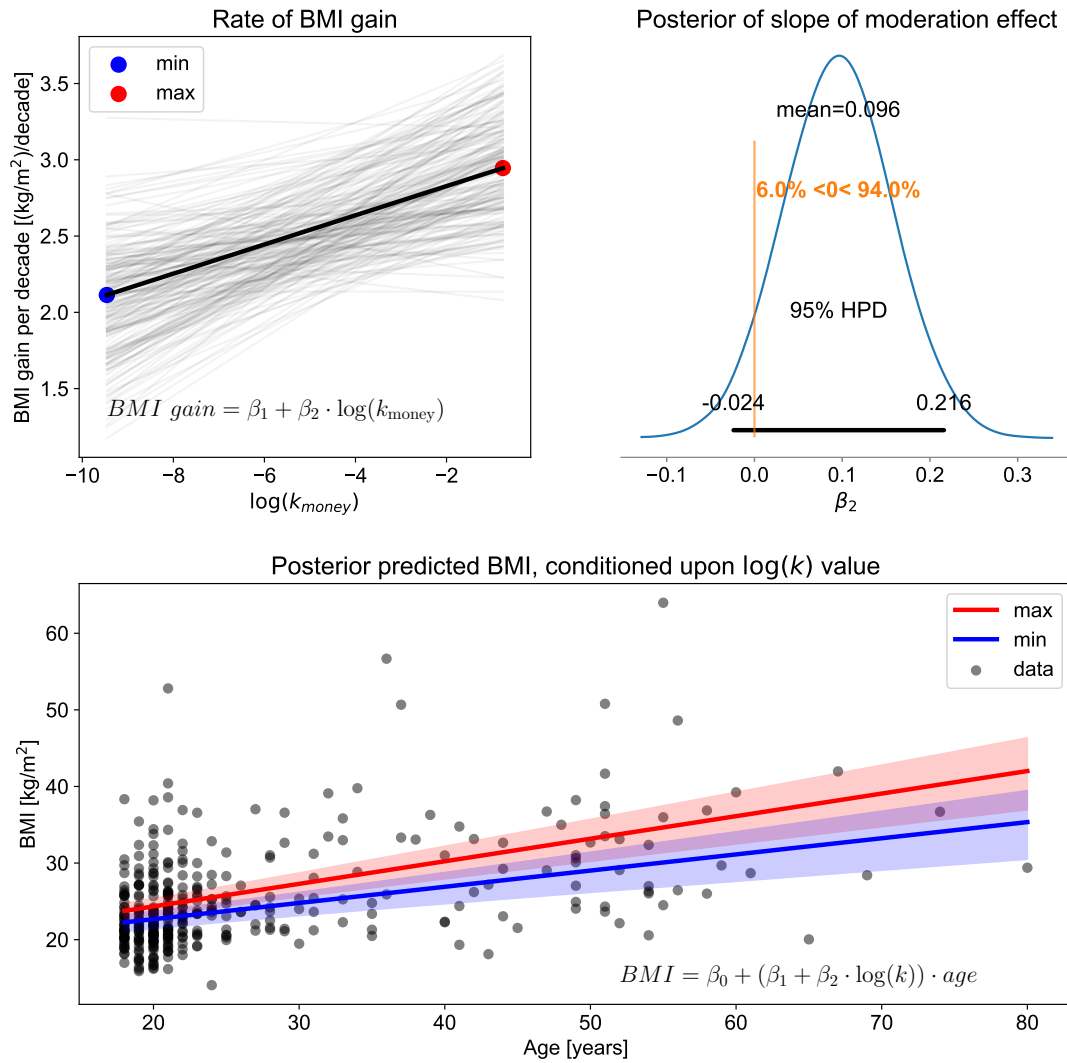 Rate of BMI gain
min
max
BMI gain per decade [(kg/m²)/decade]
3.5
3.0
2.5
2.0
1.5
BMI gain = β₁ + β₂ · log(k_money)
−10 −8 −6 −4 −2
log(k_money)
Posterior of slope of moderation effect
mean=0.096
6.0% <0< 94.0%
95% HPD
-0.024 0.216
−0.1 0.0 0.1 0.2 0.3
β₂
Posterior predicted BMI, conditioned upon log(k) value
max
min
data
BMI [kg/m²]
60
50
40
30
20
BMI = β₀ + (β₁ + β₂ · log(k)) · age
20 30 40 50 60 70 80
Age [years]